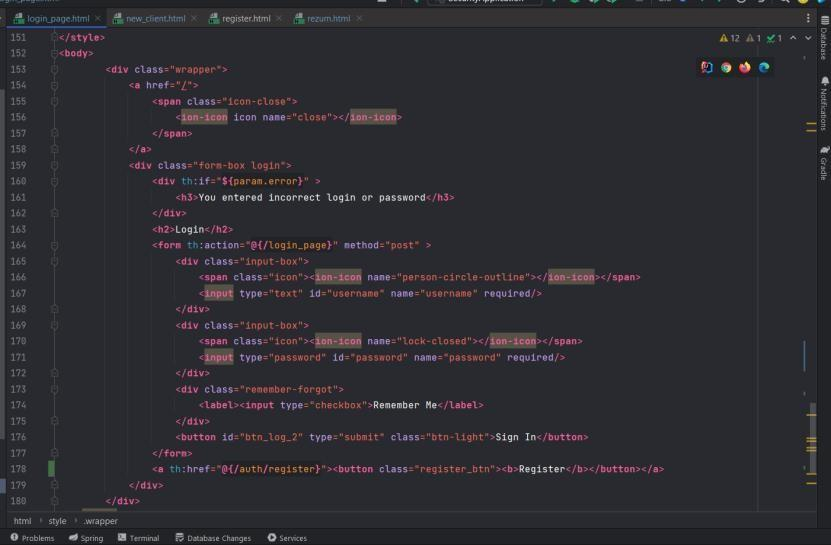 login_page.html × new_client.html × register.html × rezum.html ×
151 </style>
152 <body>
153 <div class="wrapper">
154 <a href="/">
155 <span class="icon-close">
156 <ion-icon icon name="close"></ion-icon>
157 </span>
158 </a>
159 <div class="form-box login">
160 <div th:if="${param.error}" >
161 <h3>You entered incorrect login or password</h3>
162 </div>
163 <h2>Login</h2>
164 <form th:action="@{/login_page}" method="post" >
165 <div class="input-box">
166 <span class="icon"><ion-icon name="person-circle-outline"></ion-icon></span>
167 <input type="text" id="username" name="username" required/>
168 </div>
169 <div class="input-box">
170 <span class="icon"><ion-icon name="lock-closed"></ion-icon></span>
171 <input type="password" id="password" name="password" required/>
172 </div>
173 <div class="remember-forgot">
174 <label><input type="checkbox">Remember Me</label>
175 </div>
176 <button id="btn_log_2" type="submit" class="btn-light">Sign In</button>
177 </form>
178 <a th:href="@{/auth/register}"><button class="register_btn"><b>Register</b></button></a>
179 </div>
180 </div>
12 1 1
Database
Notifications
Gradle
html › style › .wrapper
Problems Spring Terminal Database Changes Services